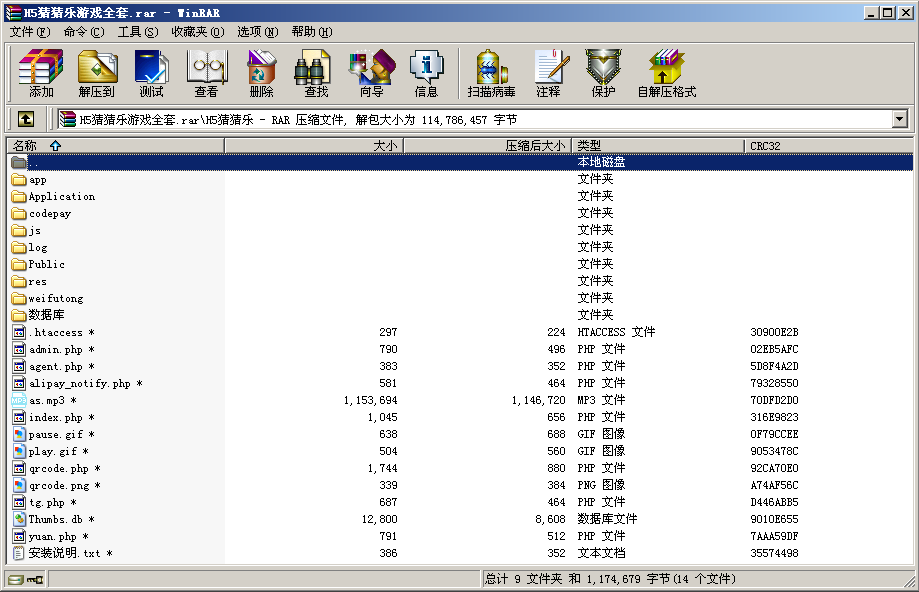 H5猜猜乐游戏全套.rar - WinRAR
文件(F) 命令(C) 工具(S) 收藏夹(O) 选项(N) 帮助(H)
添加 解压到 测试 查看 删除 查找 向导 信息 扫描病毒 注释 保护 自解压格式
H5猜猜乐游戏全套.rar\H5猜猜乐 - RAR 压缩文件, 解包大小为 114,786,457 字节
名称 大小 压缩后大小 类型 CRC32
.. 本地磁盘
app 文件夹
Application 文件夹
codepay 文件夹
js 文件夹
log 文件夹
Public 文件夹
res 文件夹
weifutong 文件夹
数据库 文件夹
.htaccess * 297 224 HTACCESS 文件 30900E2B
admin.php * 790 496 PHP 文件 02EB5AFC
agent.php * 383 352 PHP 文件 5D8F4A2D
alipay_notify.php * 581 464 PHP 文件 79328550
as.mp3 * 1,153,694 1,146,720 MP3 文件 70DFD2D0
index.php * 1,045 656 PHP 文件 316E9823
pause.gif * 638 688 GIF 图像 0F79CCEE
play.gif * 504 560 GIF 图像 9053478C
qrcode.php * 1,744 880 PHP 文件 92CA70E0
qrcode.png * 339 384 PNG 图像 A74AF56C
tg.php * 687 464 PHP 文件 D446ABB5
Thumbs.db * 12,800 8,608 数据库文件 9010E655
yuan.php * 791 512 PHP 文件 7AAA59DF
安装说明.txt * 386 352 文本文档 35574498
总计 9 文件夹 和 1,174,679 字节(14 个文件)